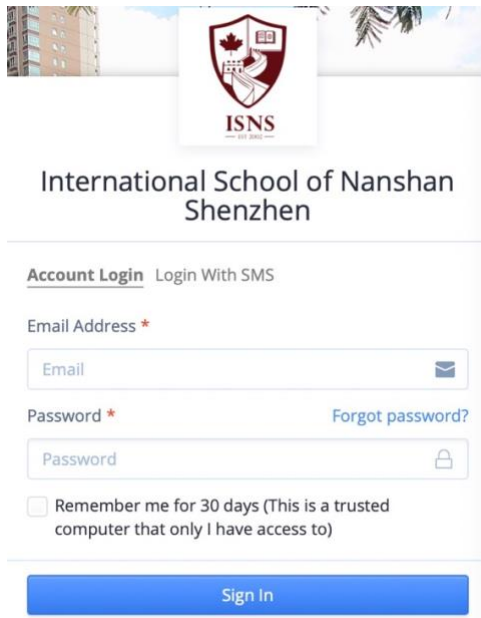 ISNS
EST 2002
International School of Nanshan
Shenzhen
Account Login Login With SMS
Email Address *
Email
Password * Forgot password?
Password
Remember me for 30 days (This is a trusted
computer that only I have access to)
Sign In